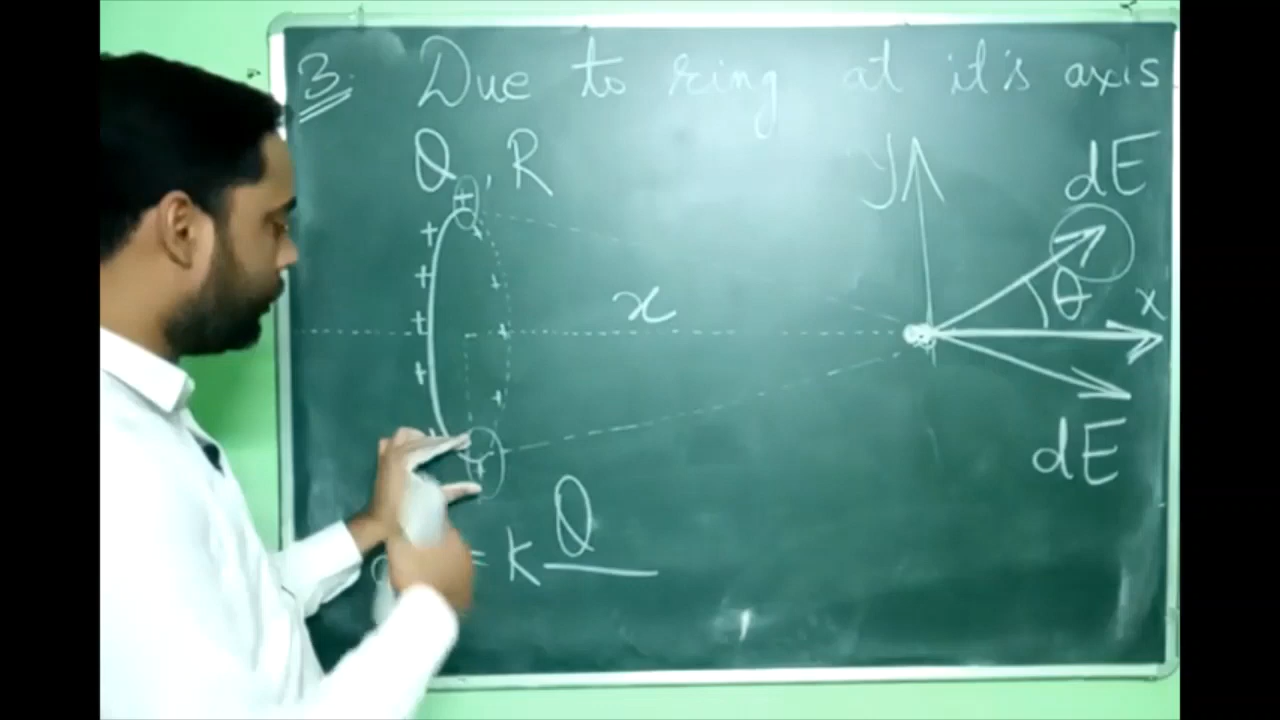 3. Due to ring at it's axis
Q, R
y
dE
θ
x
x
dE
= K Q